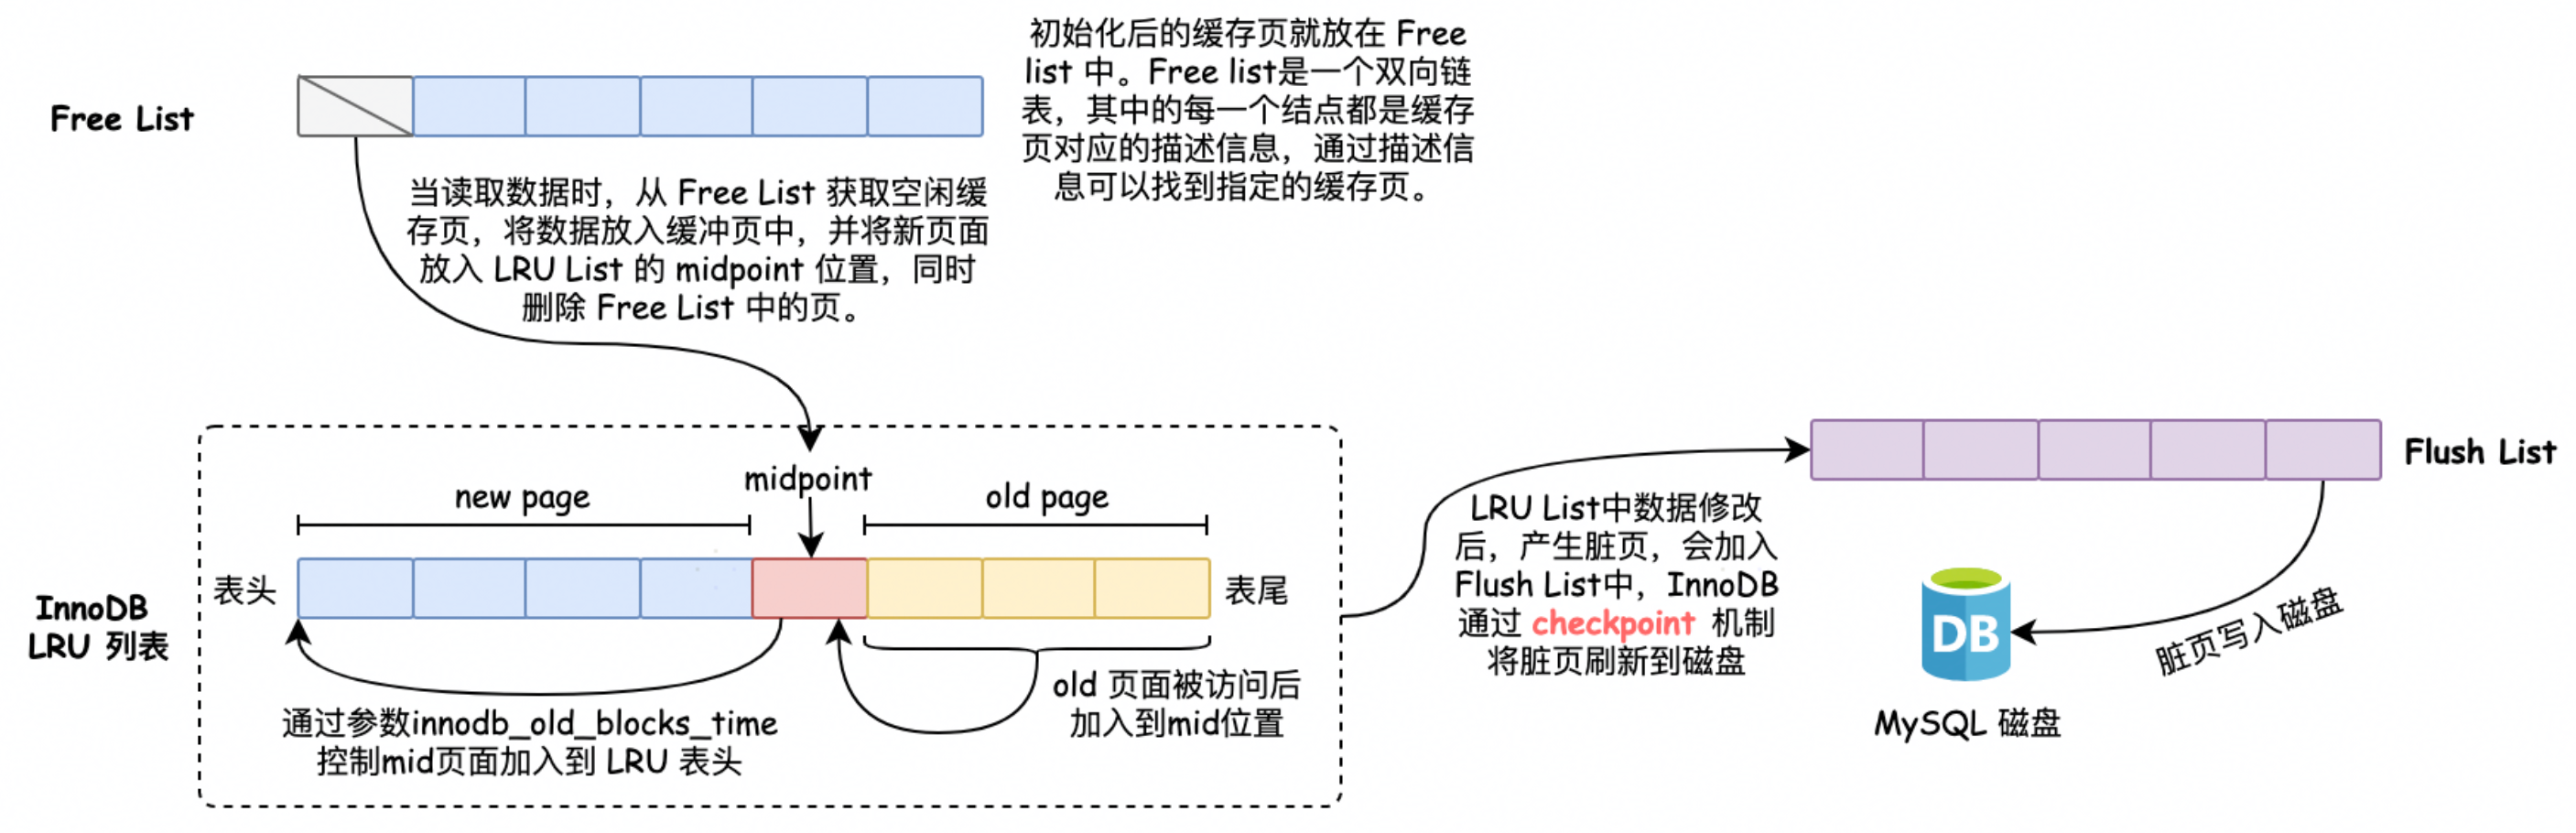 初始化后的缓存页就放在 Free
list 中。Free list是一个双向链
表，其中的每一个结点都是缓存
页对应的描述信息，通过描述信
息可以找到指定的缓存页。
Free List
当读取数据时，从 Free List 获取空闲缓
存页，将数据放入缓冲页中，并将新页面
放入 LRU List 的 midpoint 位置，同时
删除 Free List 中的页。
midpoint
new page
old page
表头
表尾
InnoDB
LRU 列表
通过参数innodb_old_blocks_time
控制mid页面加入到 LRU 表头
old 页面被访问后
加入到mid位置
Flush List
LRU List中数据修改
后，产生脏页，会加入
Flush List中，InnoDB
通过 checkpoint 机制
将脏页刷新到磁盘
DB
脏页写入磁盘
MySQL 磁盘